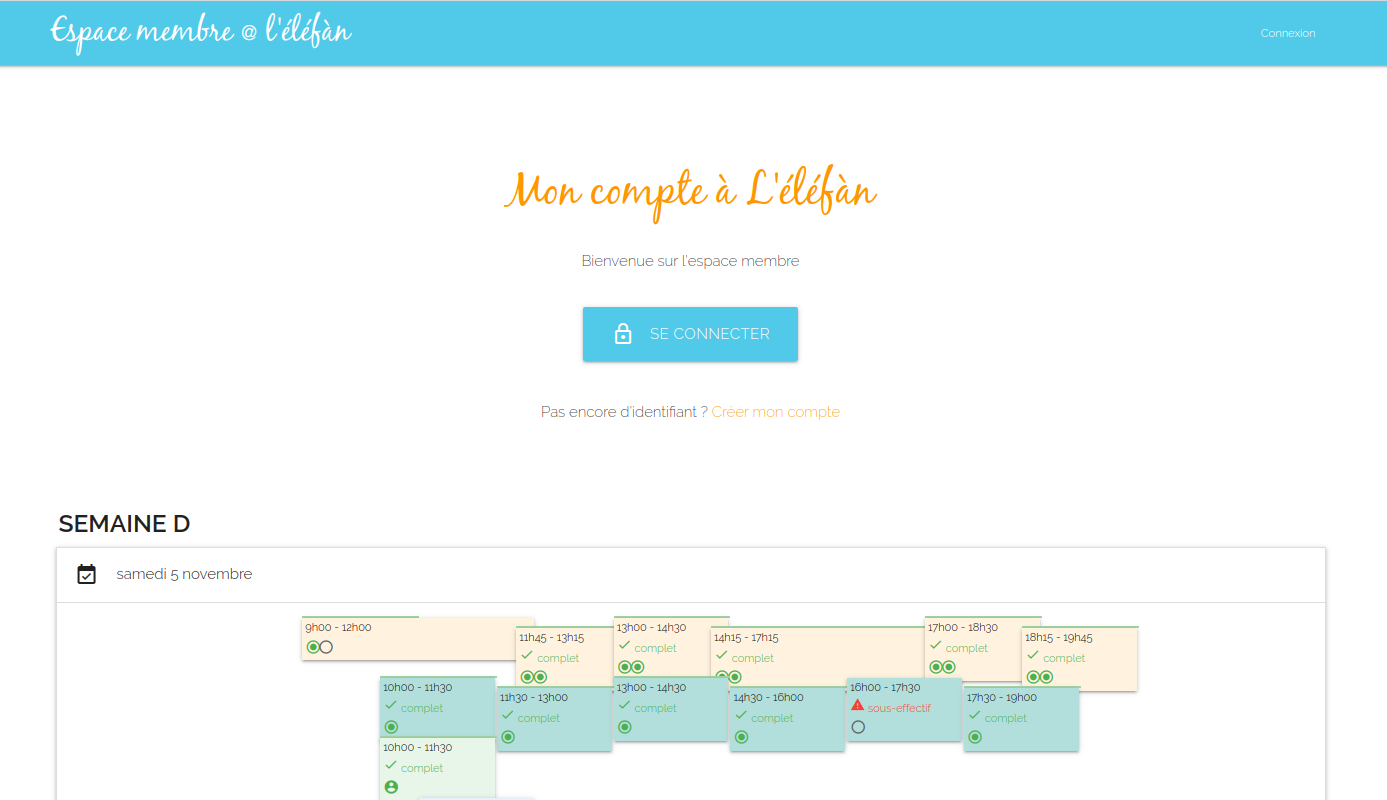 Espace membre @ l'éléfàn
Connexion
Mon compte à L'éléfàn
Bienvenue sur l'espace membre
SE CONNECTER
Pas encore d'identifiant ? Créer mon compte
SEMAINE D
samedi 5 novembre
9h00 - 12h00
11h45 - 13h15
complet
13h00 - 14h30
complet
14h15 - 17h15
complet
17h00 - 18h30
complet
18h15 - 19h45
complet
10h00 - 11h30
complet
11h30 - 13h00
complet
13h00 - 14h30
complet
14h30 - 16h00
complet
16h00 - 17h30
sous-effectif
17h30 - 19h00
complet
10h00 - 11h30
complet